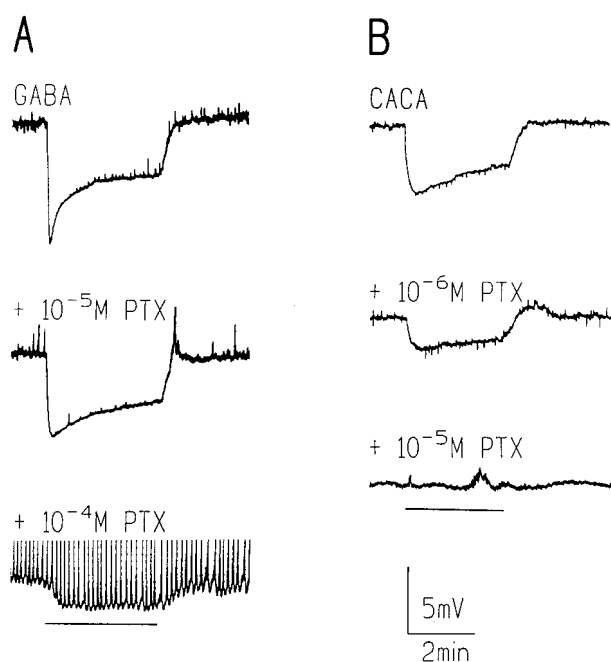 A
GABA
+ 10⁻⁵M PTX
+ 10⁻⁴M PTX
B
CACA
+ 10⁻⁶M PTX
+ 10⁻⁵M PTX
5mV
2min